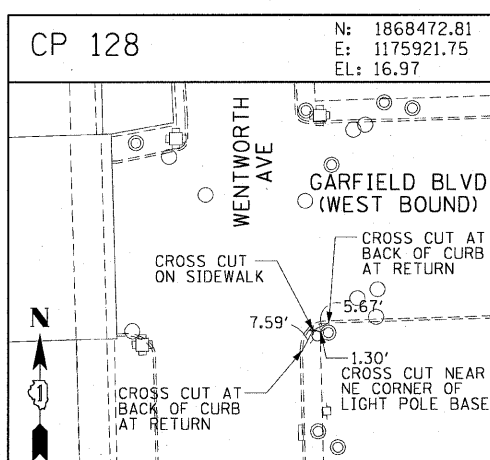 CP 128
N: 1868472.81
E: 1175921.75
EL: 16.97
WENTWORTH
AVE
GARFIELD BLVD
(WEST BOUND)
CROSS CUT AT
BACK OF CURB
AT RETURN
CROSS CUT
ON SIDEWALK
5.67'
7.59'
N
1.30'
CROSS CUT NEAR
NE CORNER OF
LIGHT POLE BASE
CROSS CUT AT
BACK OF CURB
AT RETURN
1